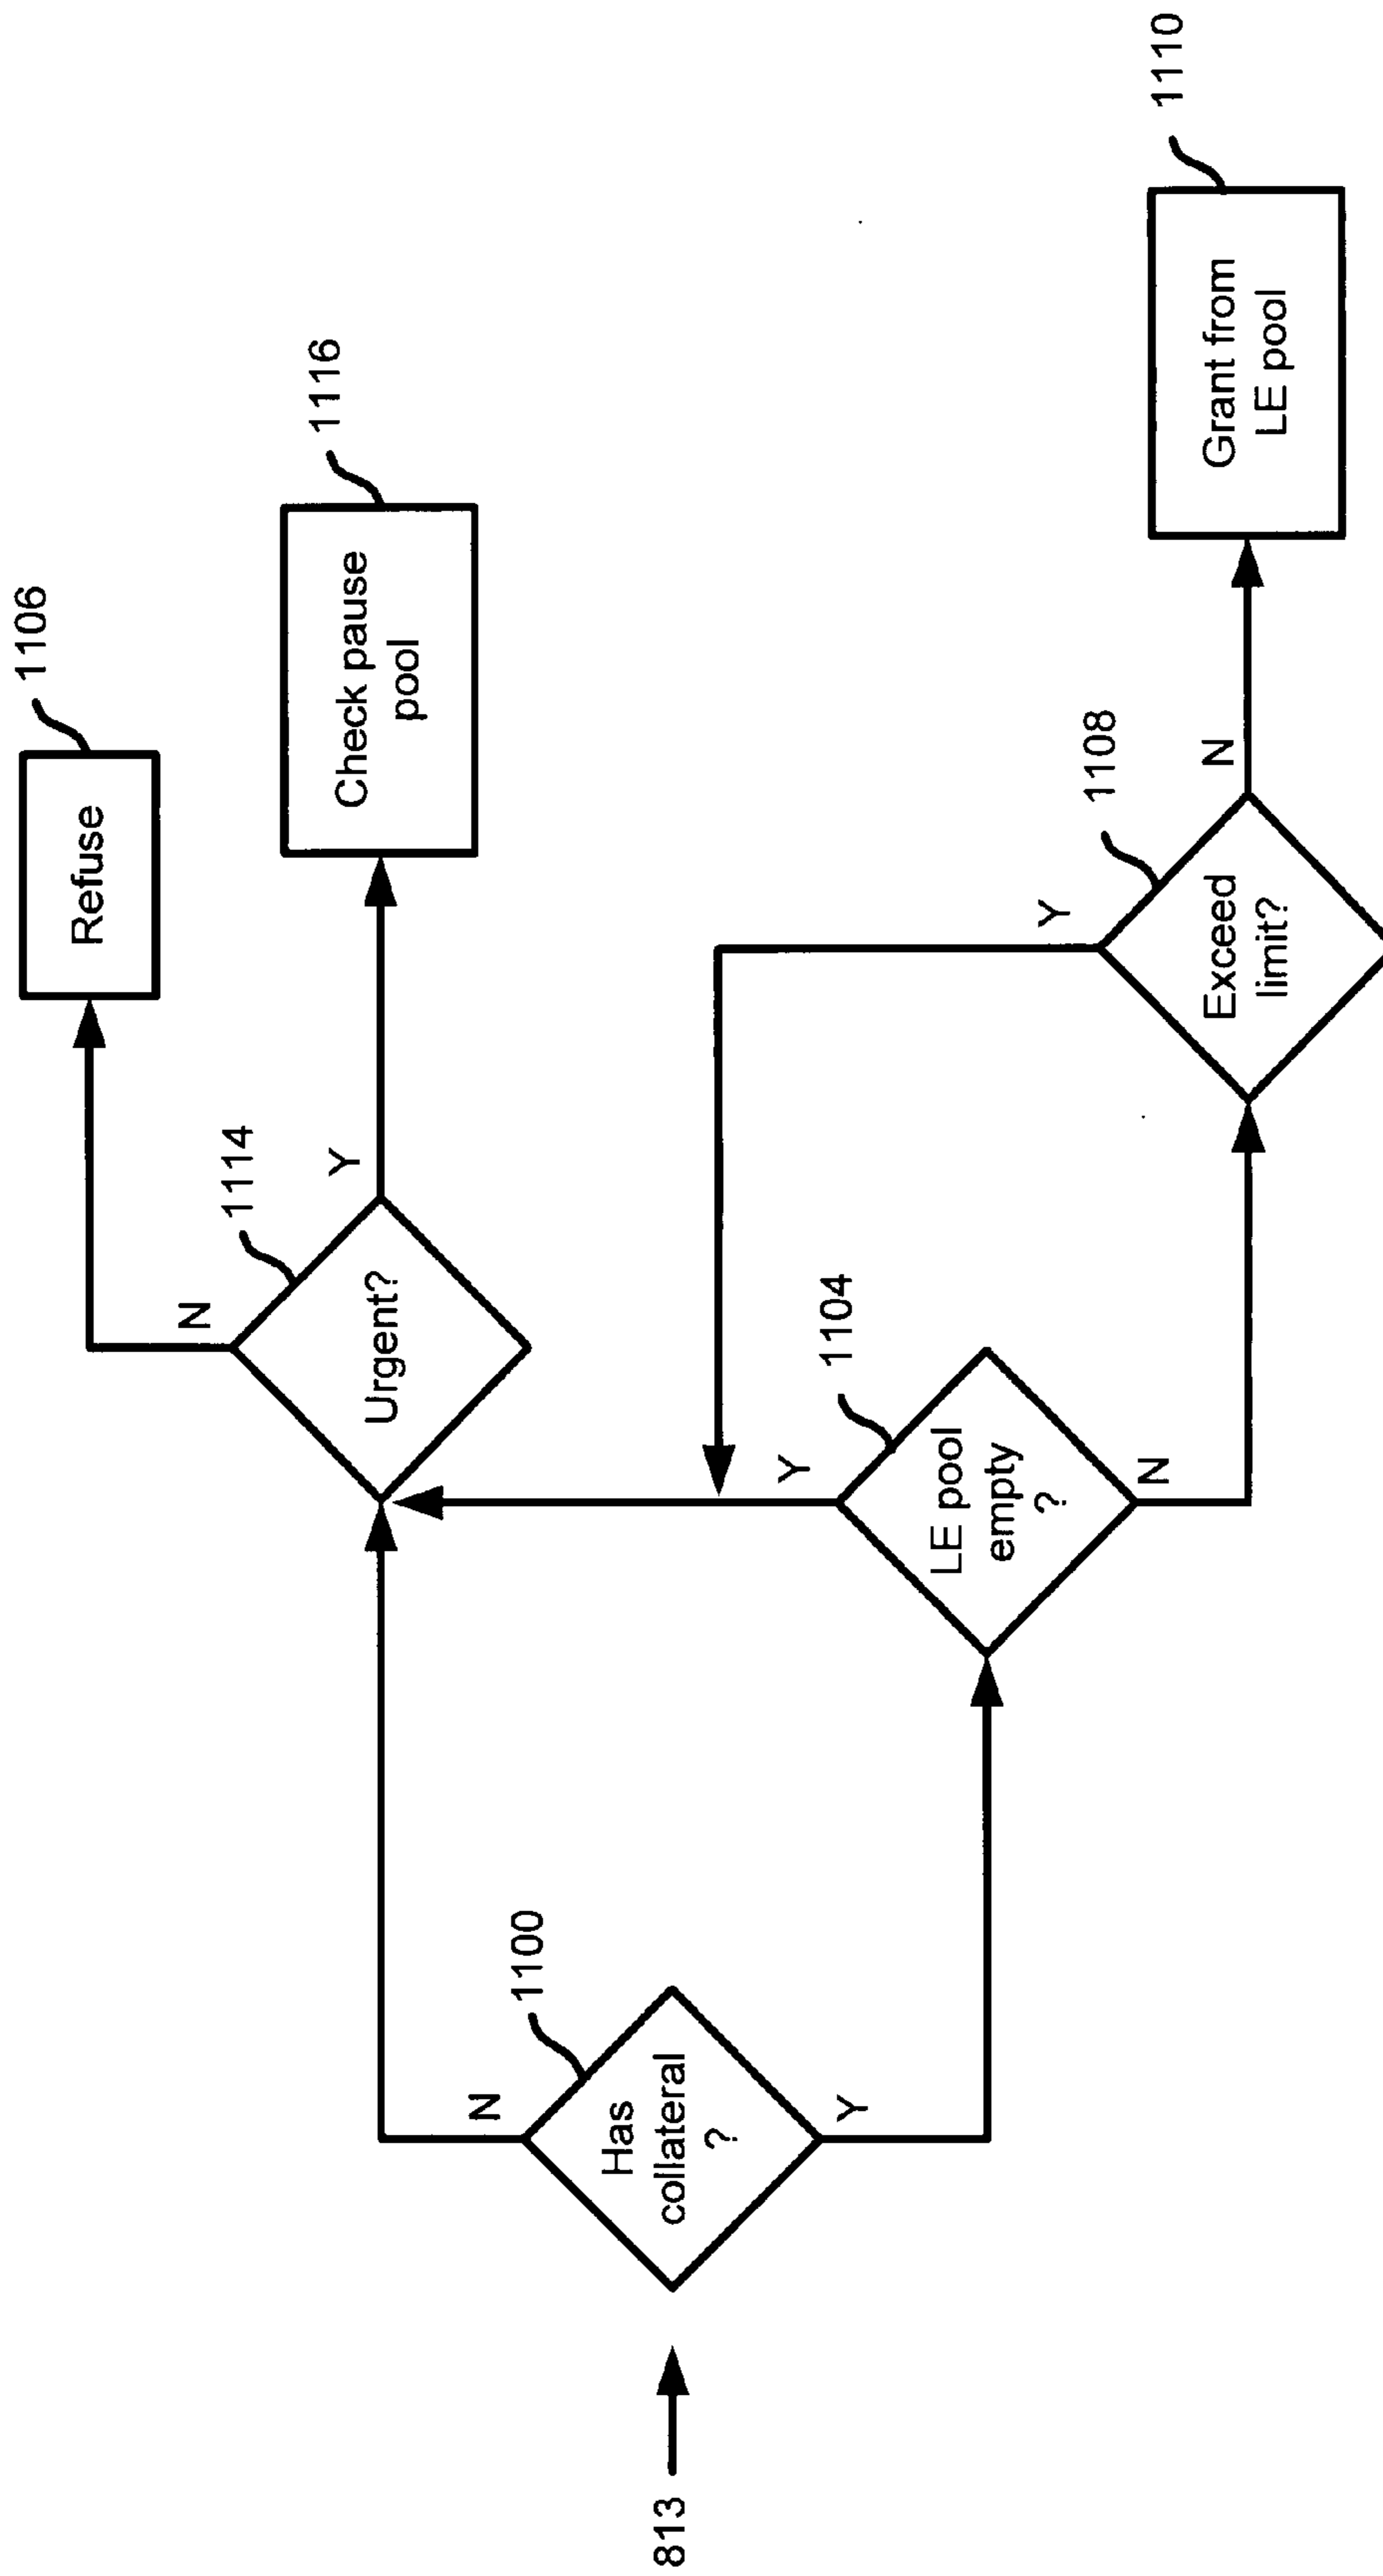 813
1100
Has
collateral
?
N
Y
1104
LE pool
empty
?
Y
N
1114
Urgent?
N
Y
1106
Refuse
1116
Check pause
pool
1108
Exceed
limit?
Y
N
1110
Grant from
LE pool